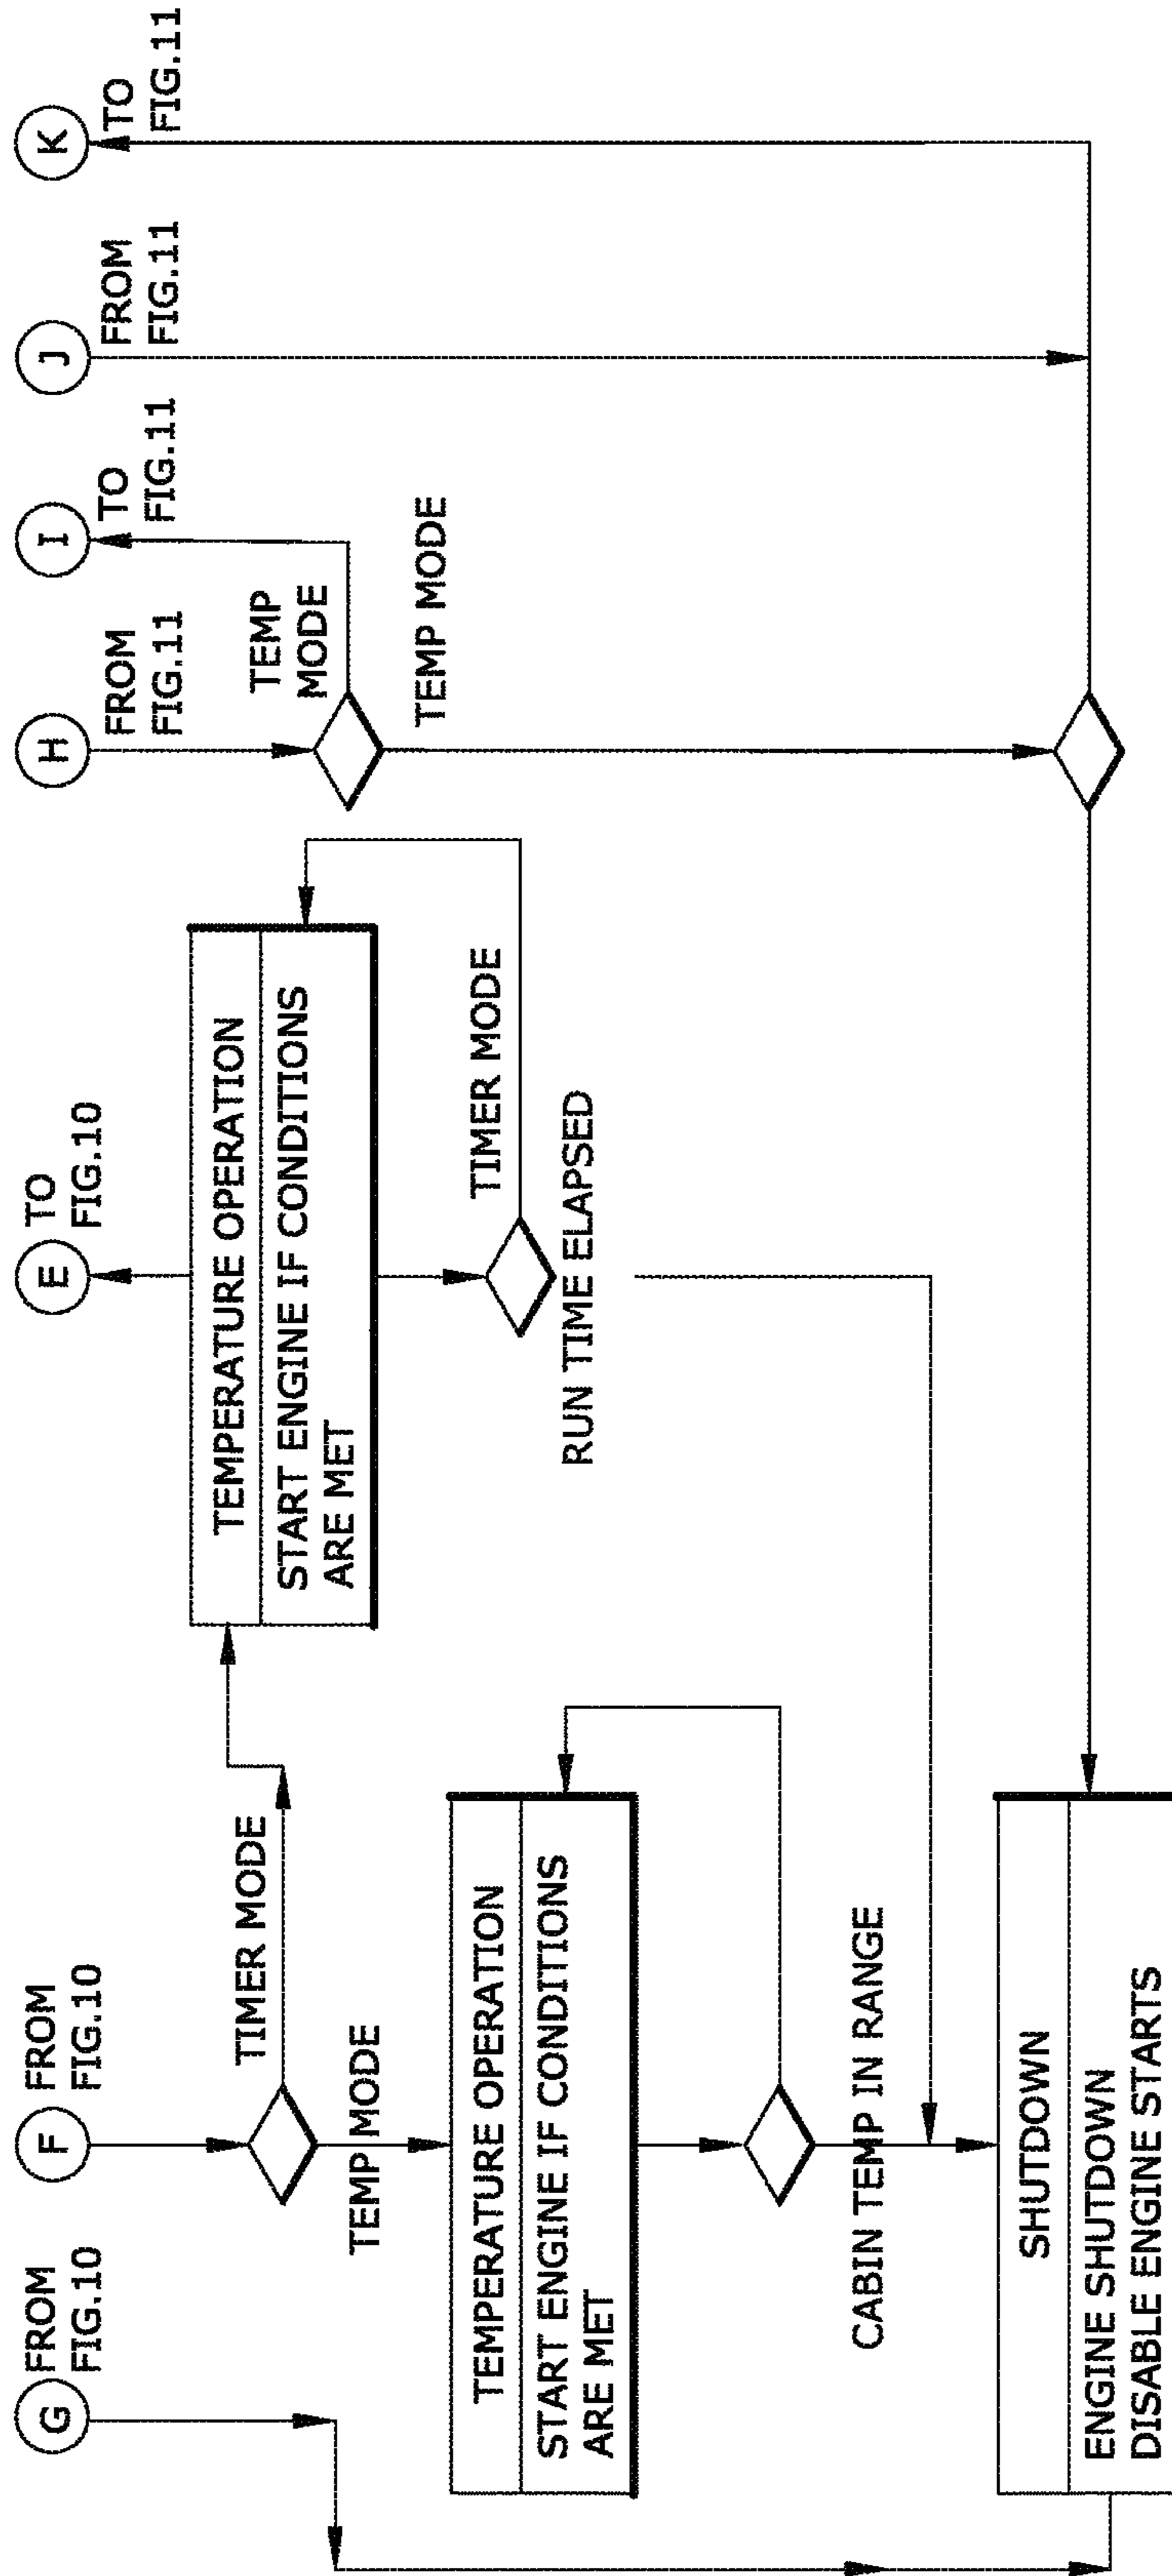 G
FROM
FIG.10
F
FROM
FIG.10
E
TO
FIG.10
H
FROM
FIG.11
I
TO
FIG.11
J
FROM
FIG.11
K
TO
FIG.11
TIMER MODE
TEMP MODE
TEMPERATURE OPERATION
START ENGINE IF CONDITIONS
ARE MET
TEMP
MODE
TEMP MODE
TEMPERATURE OPERATION
START ENGINE IF CONDITIONS
ARE MET
TIMER MODE
RUN TIME ELAPSED
CABIN TEMP IN RANGE
SHUTDOWN
ENGINE SHUTDOWN
DISABLE ENGINE STARTS